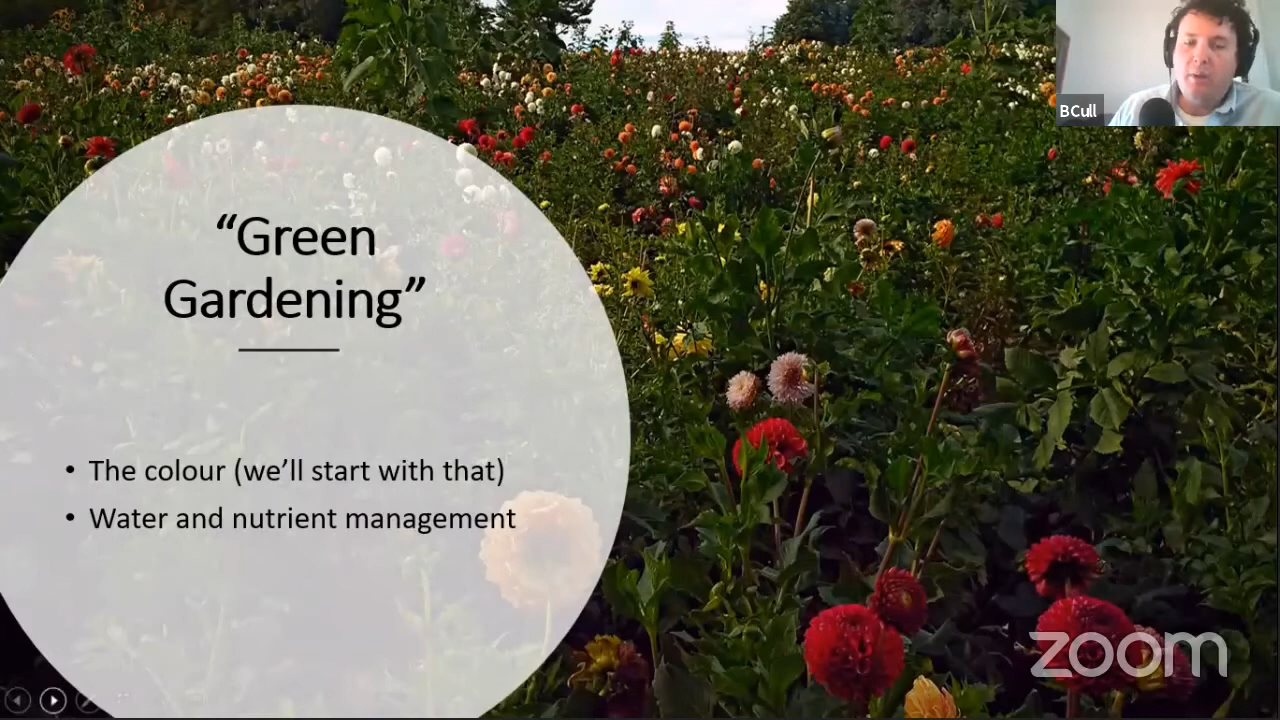 BCull
“Green
Gardening”
• The colour (we’ll start with that)
• Water and nutrient management
zoom